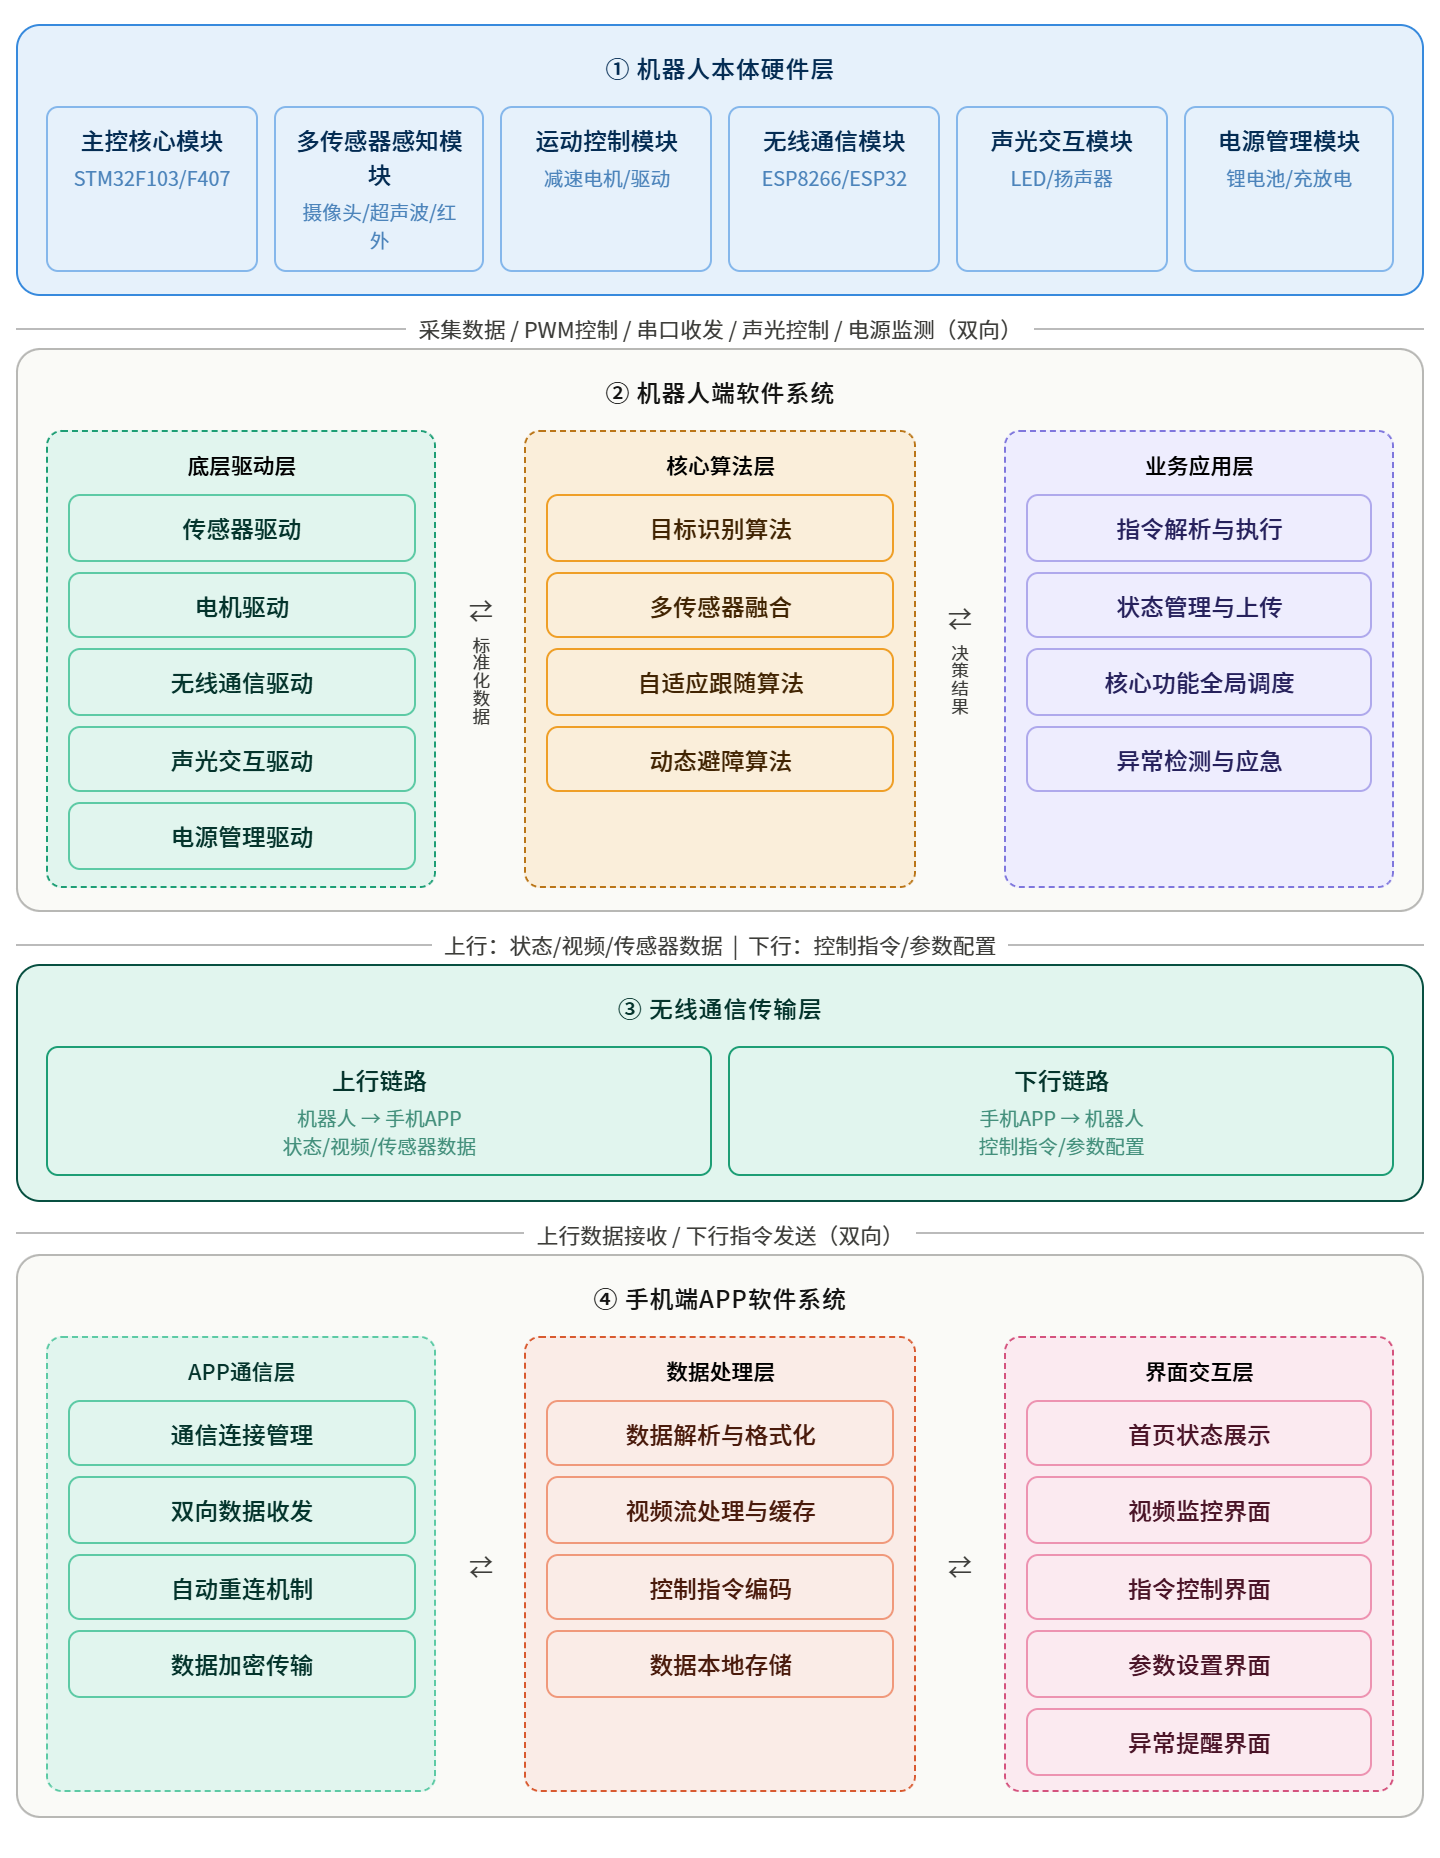 ① 机器人本体硬件层
主控核心模块
STM32F103/F407
多传感器感知模
块
摄像头/超声波/红
外
运动控制模块
减速电机/驱动
无线通信模块
ESP8266/ESP32
声光交互模块
LED/扬声器
电源管理模块
锂电池/充放电
采集数据 / PWM控制 / 串口收发 / 声光控制 / 电源监测（双向）
② 机器人端软件系统
底层驱动层
传感器驱动
电机驱动
无线通信驱动
声光交互驱动
电源管理驱动
⇄
标准化数据
核心算法层
目标识别算法
多传感器融合
自适应跟随算法
动态避障算法
⇄
决策结果
业务应用层
指令解析与执行
状态管理与上传
核心功能全局调度
异常检测与应急
上行：状态/视频/传感器数据 | 下行：控制指令/参数配置
③ 无线通信传输层
上行链路
机器人 → 手机APP
状态/视频/传感器数据
下行链路
手机APP → 机器人
控制指令/参数配置
上行数据接收 / 下行指令发送（双向）
④ 手机端APP软件系统
APP通信层
通信连接管理
双向数据收发
自动重连机制
数据加密传输
⇄
数据处理层
数据解析与格式化
视频流处理与缓存
控制指令编码
数据本地存储
⇄
界面交互层
首页状态展示
视频监控界面
指令控制界面
参数设置界面
异常提醒界面